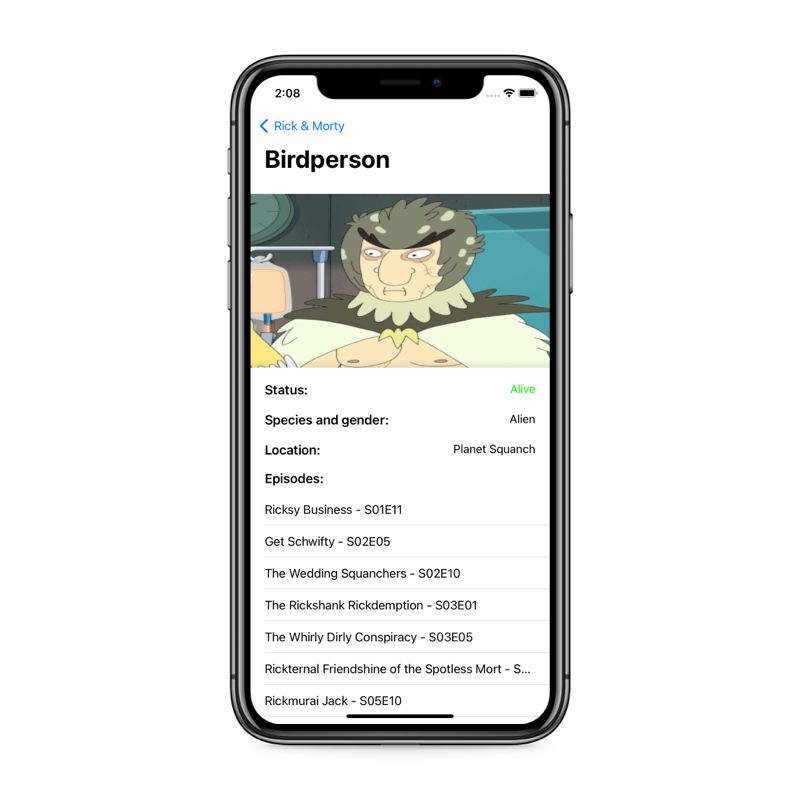 2:08
Rick & Morty
Birdperson
Status: Alive
Species and gender: Alien
Location: Planet Squanch
Episodes:
Ricksy Business - S01E11
Get Schwifty - S02E05
The Wedding Squanchers - S02E10
The Rickshank Rickdemption - S03E01
The Whirly Dirly Conspiracy - S03E05
Rickternal Friendshine of the Spotless Mort - S...
Rickmurai Jack - S05E10